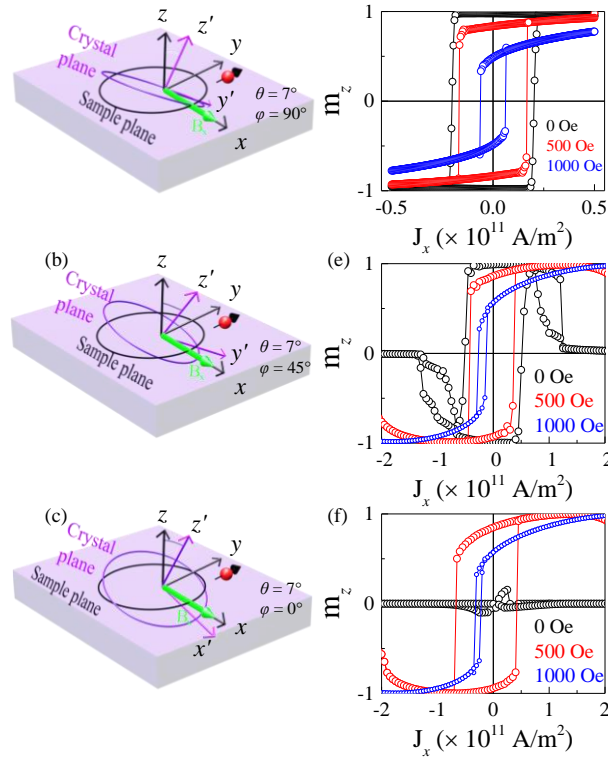 z z' y
Crystal plane
Sample plane
y'
x
θ = 7°
φ = 90°
1
0
-1
m_z
0 Oe
500 Oe
1000 Oe
-0.5 0.0 0.5
J_x (× 10^11 A/m^2)
(b)
z z' y
Crystal plane
Sample plane
y'
x
θ = 7°
φ = 45°
(e)
1
0
-1
m_z
0 Oe
500 Oe
1000 Oe
-2 -1 0 1 2
J_x (× 10^11 A/m^2)
(c)
z z' y
Crystal plane
Sample plane
x
x'
θ = 7°
φ = 0°
(f)
1
0
-1
m_z
0 Oe
500 Oe
1000 Oe
-2 -1 0 1 2
J_x (× 10^11 A/m^2)